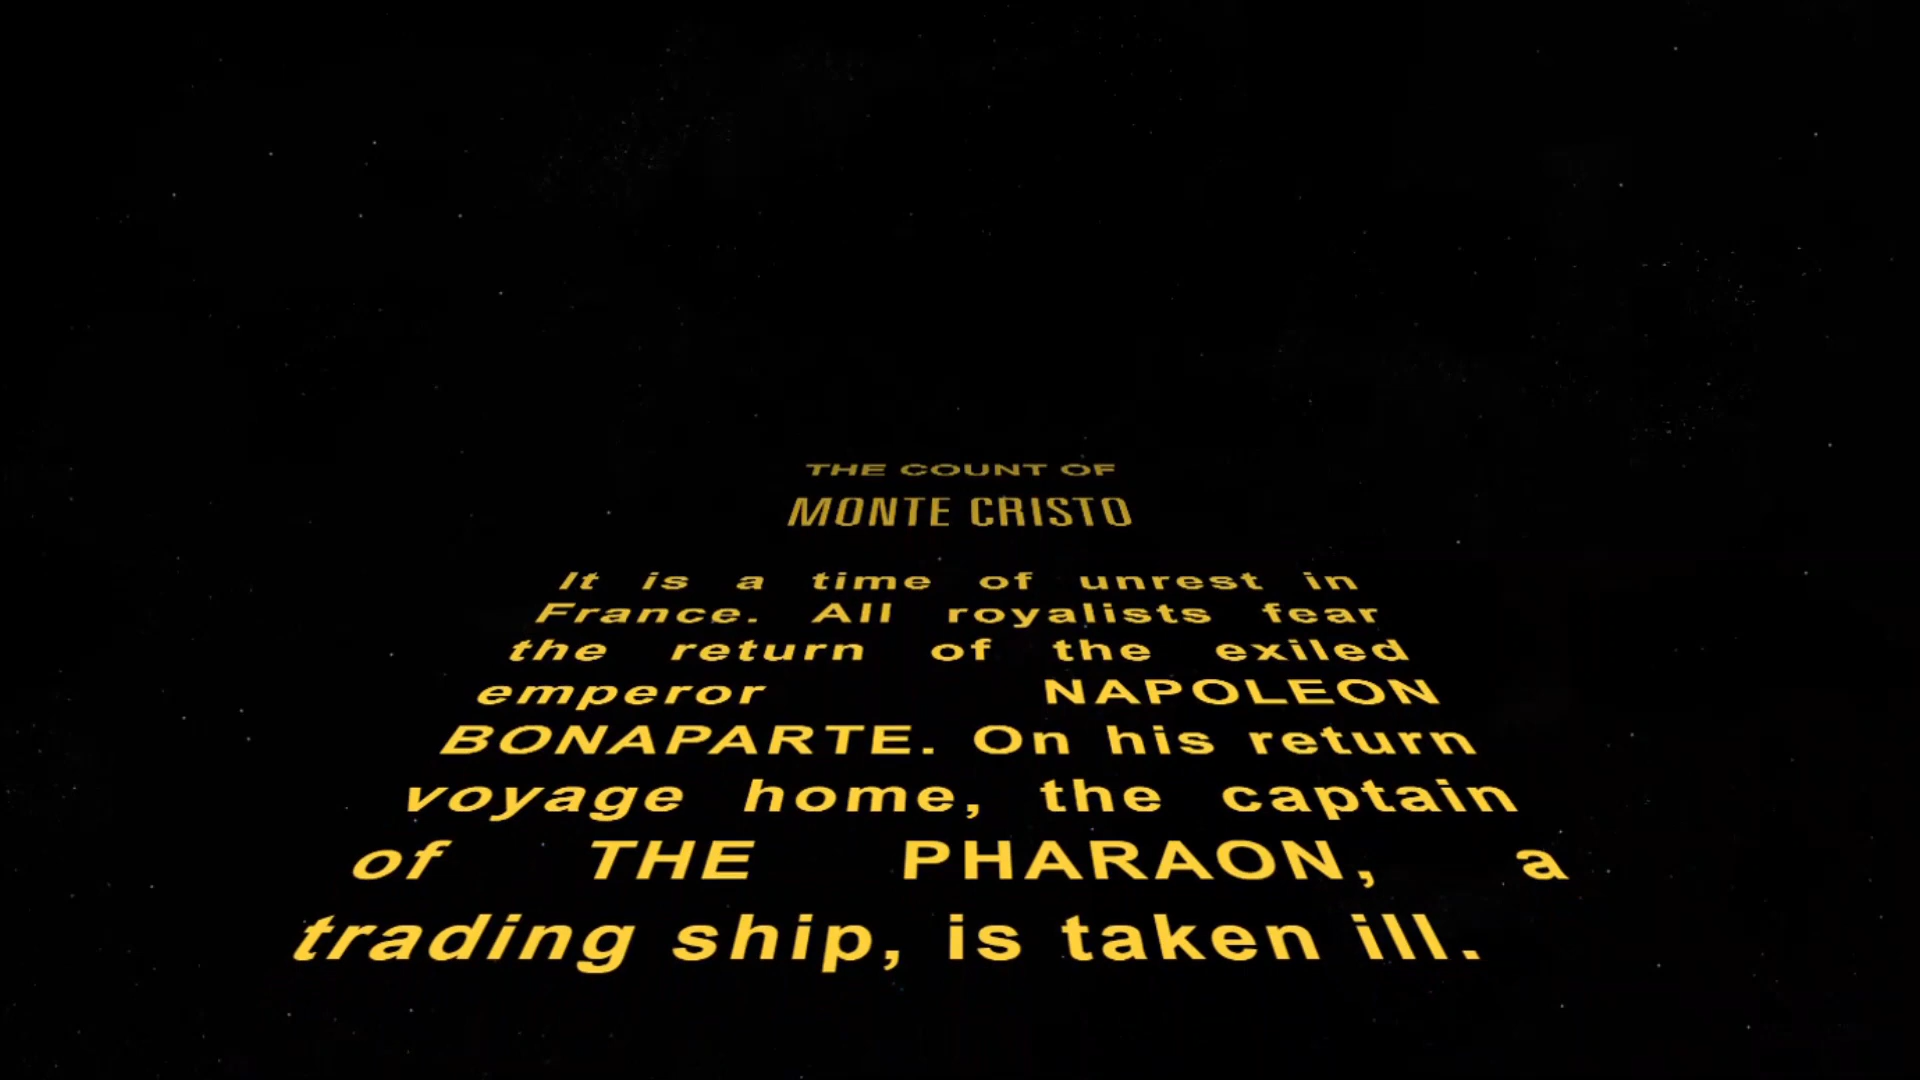 THE COUNT OF
MONTE CRISTO
It is a time of unrest in
France. All royalists fear
the return of the exiled
emperor NAPOLEON
BONAPARTE. On his return
voyage home, the captain
of THE PHARAON, a
trading ship, is taken ill.